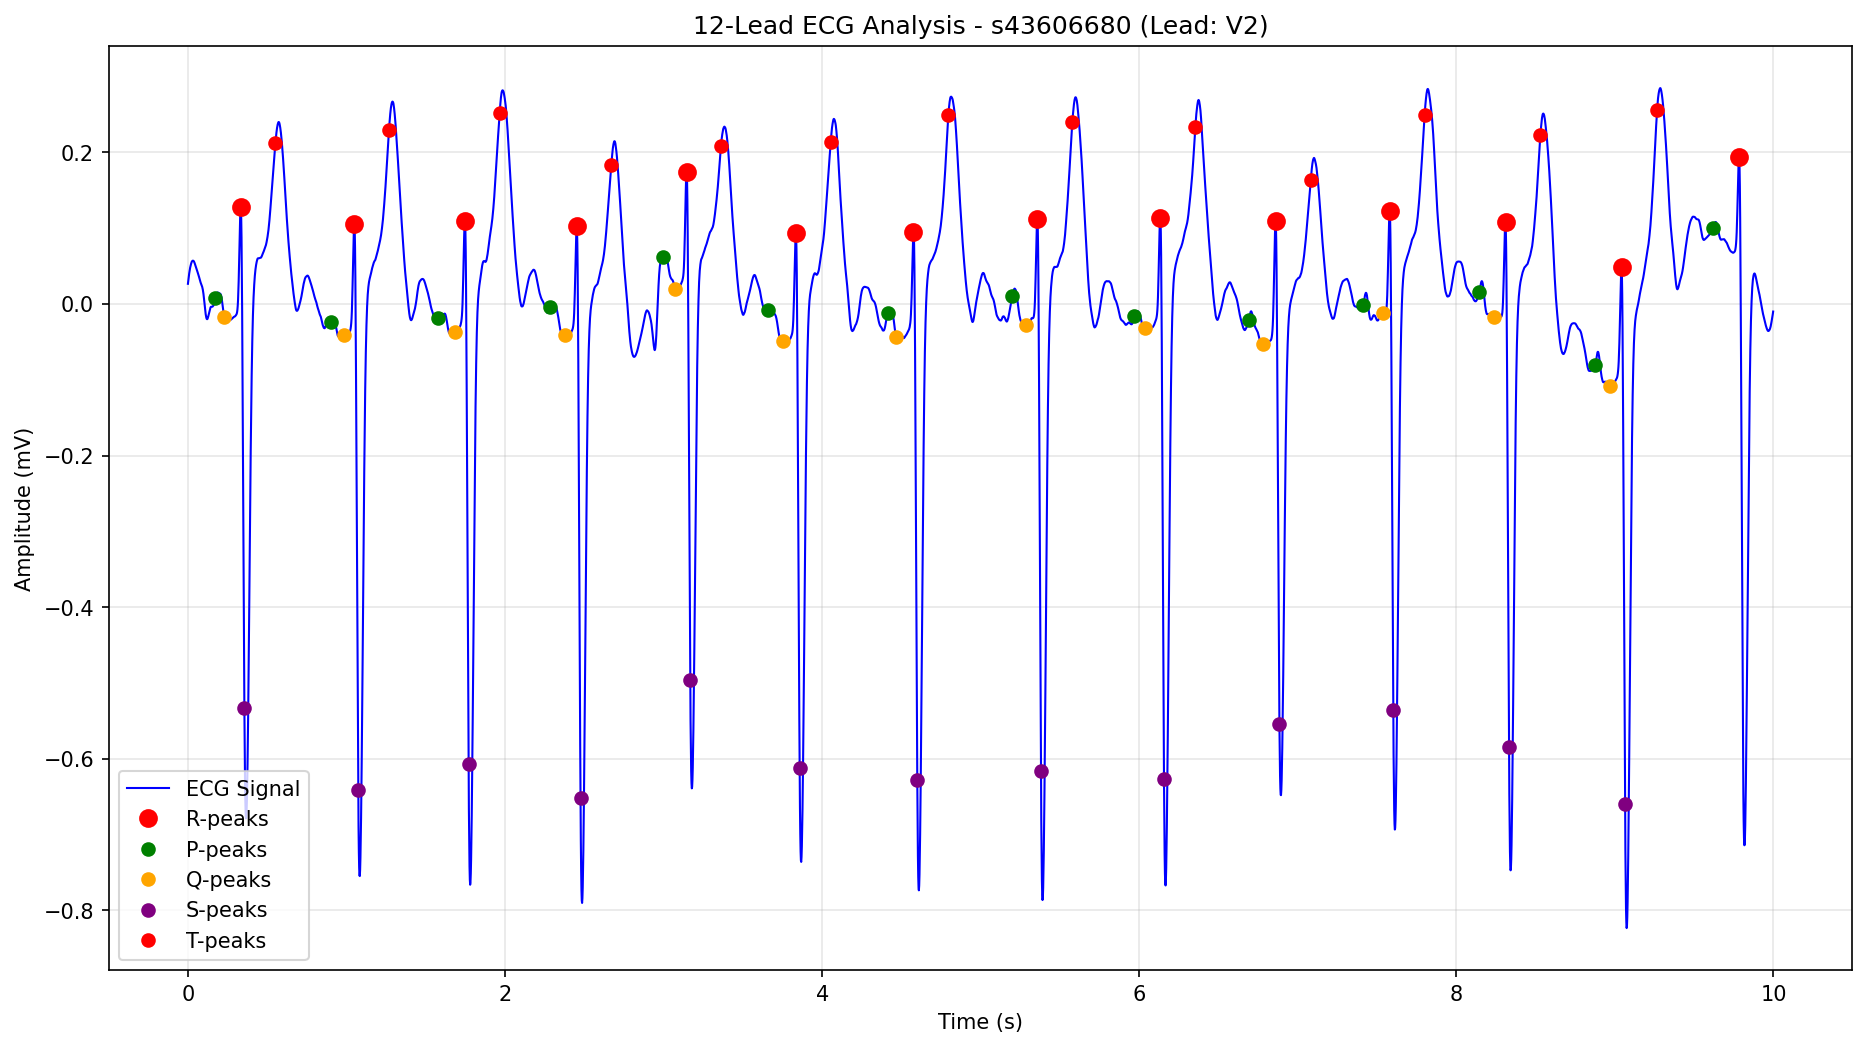 12-Lead ECG Analysis - s43606680 (Lead: V2)
Amplitude (mV)
0.2
0.0
−0.2
−0.4
−0.6
−0.8
ECG Signal
R-peaks
P-peaks
Q-peaks
S-peaks
T-peaks
0 2 4 6 8 10
Time (s)